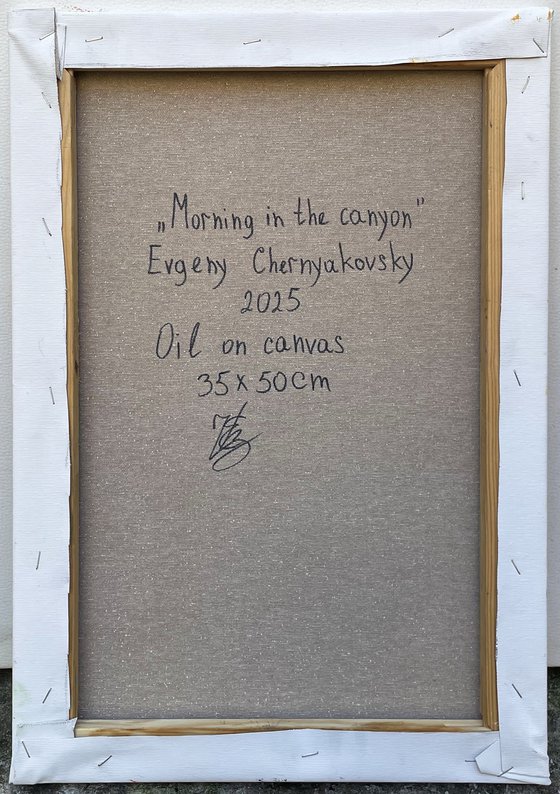 „Morning in the canyon"
Evgeny Chernyakovsky
2025
Oil on canvas
35x50cm